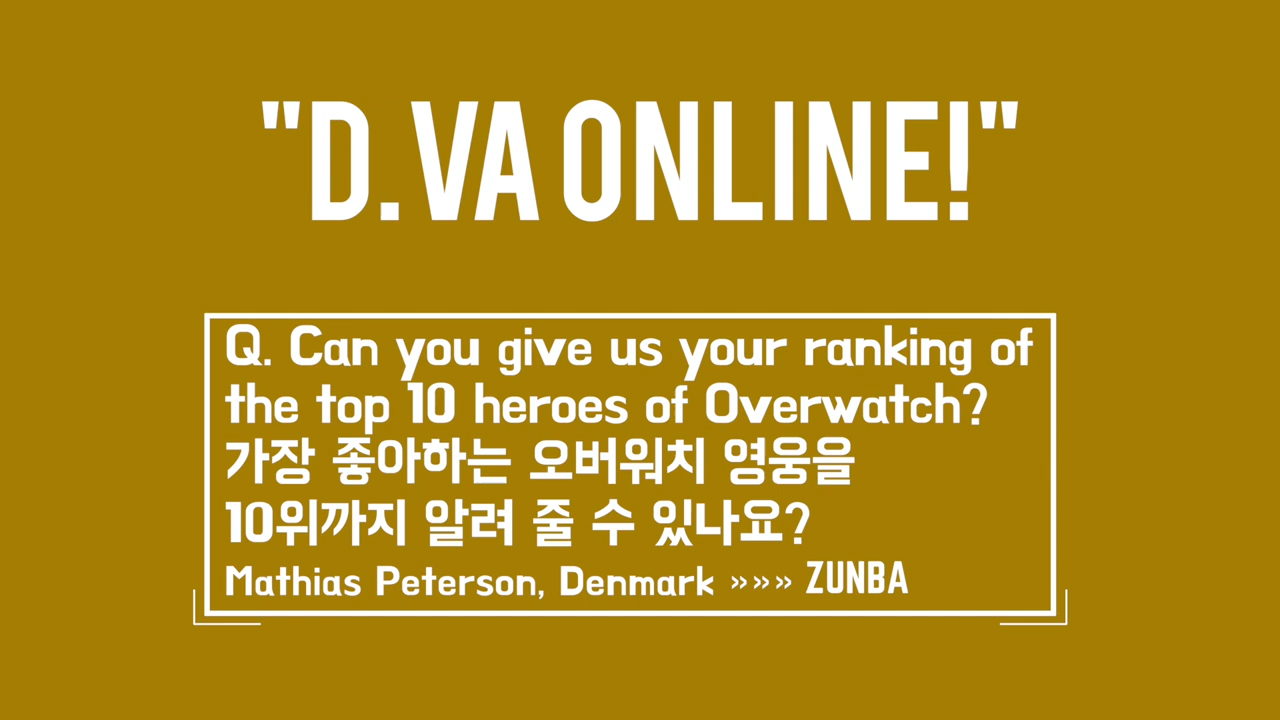 "D.VA ONLINE!"
Q. Can you give us your ranking of
the top 10 heroes of Overwatch?
가장 좋아하는 오버워치 영웅을
10위까지 알려 줄 수 있나요?
Mathias Peterson, Denmark »»» ZUNBA